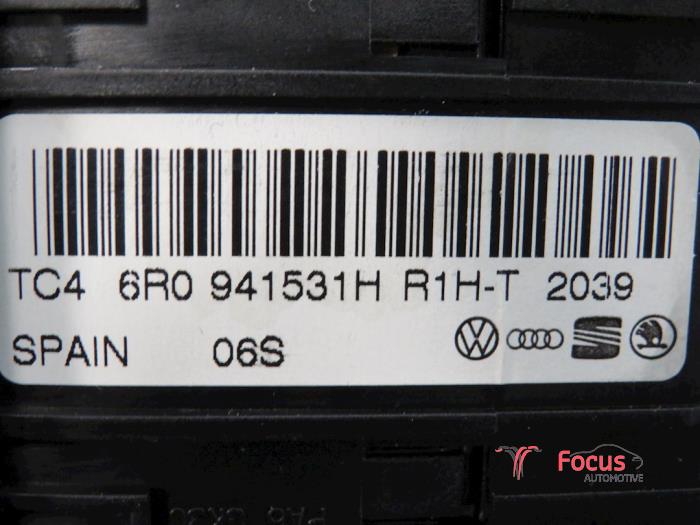 TC4 6R0 941531H R1H-T 2039
SPAIN 06S
Focus
AUTOMOTIVE